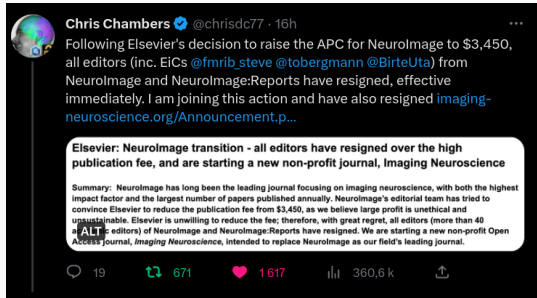 Chris Chambers @chrisdc77 · 16h
Following Elsevier's decision to raise the APC for NeuroImage to $3,450,
all editors (inc. EiCs @fmrib_steve @tobergmann @BirteUta) from
NeuroImage and NeuroImage:Reports have resigned, effective
immediately. I am joining this action and have also resigned imaging-
neuroscience.org/Announcement.p...
Elsevier: NeuroImage transition - all editors have resigned over the high
publication fee, and are starting a new non-profit journal, Imaging Neuroscience
Summary: NeuroImage has long been the leading journal focusing on imaging neuroscience, with both the highest
impact factor and the largest number of papers published annually. NeuroImage's editorial team has tried to
convince Elsevier to reduce the publication fee from $3,450, as we believe large profit is unethical and
unsustainable. Elsevier is unwilling to reduce the fee; therefore, with great regret, all editors (more than 40
editors) of NeuroImage and NeuroImage:Reports have resigned. We are starting a new non-profit Open
Access journal, Imaging Neuroscience, intended to replace NeuroImage as our field's leading journal.
ALT
19 671 1 617 360,6 k